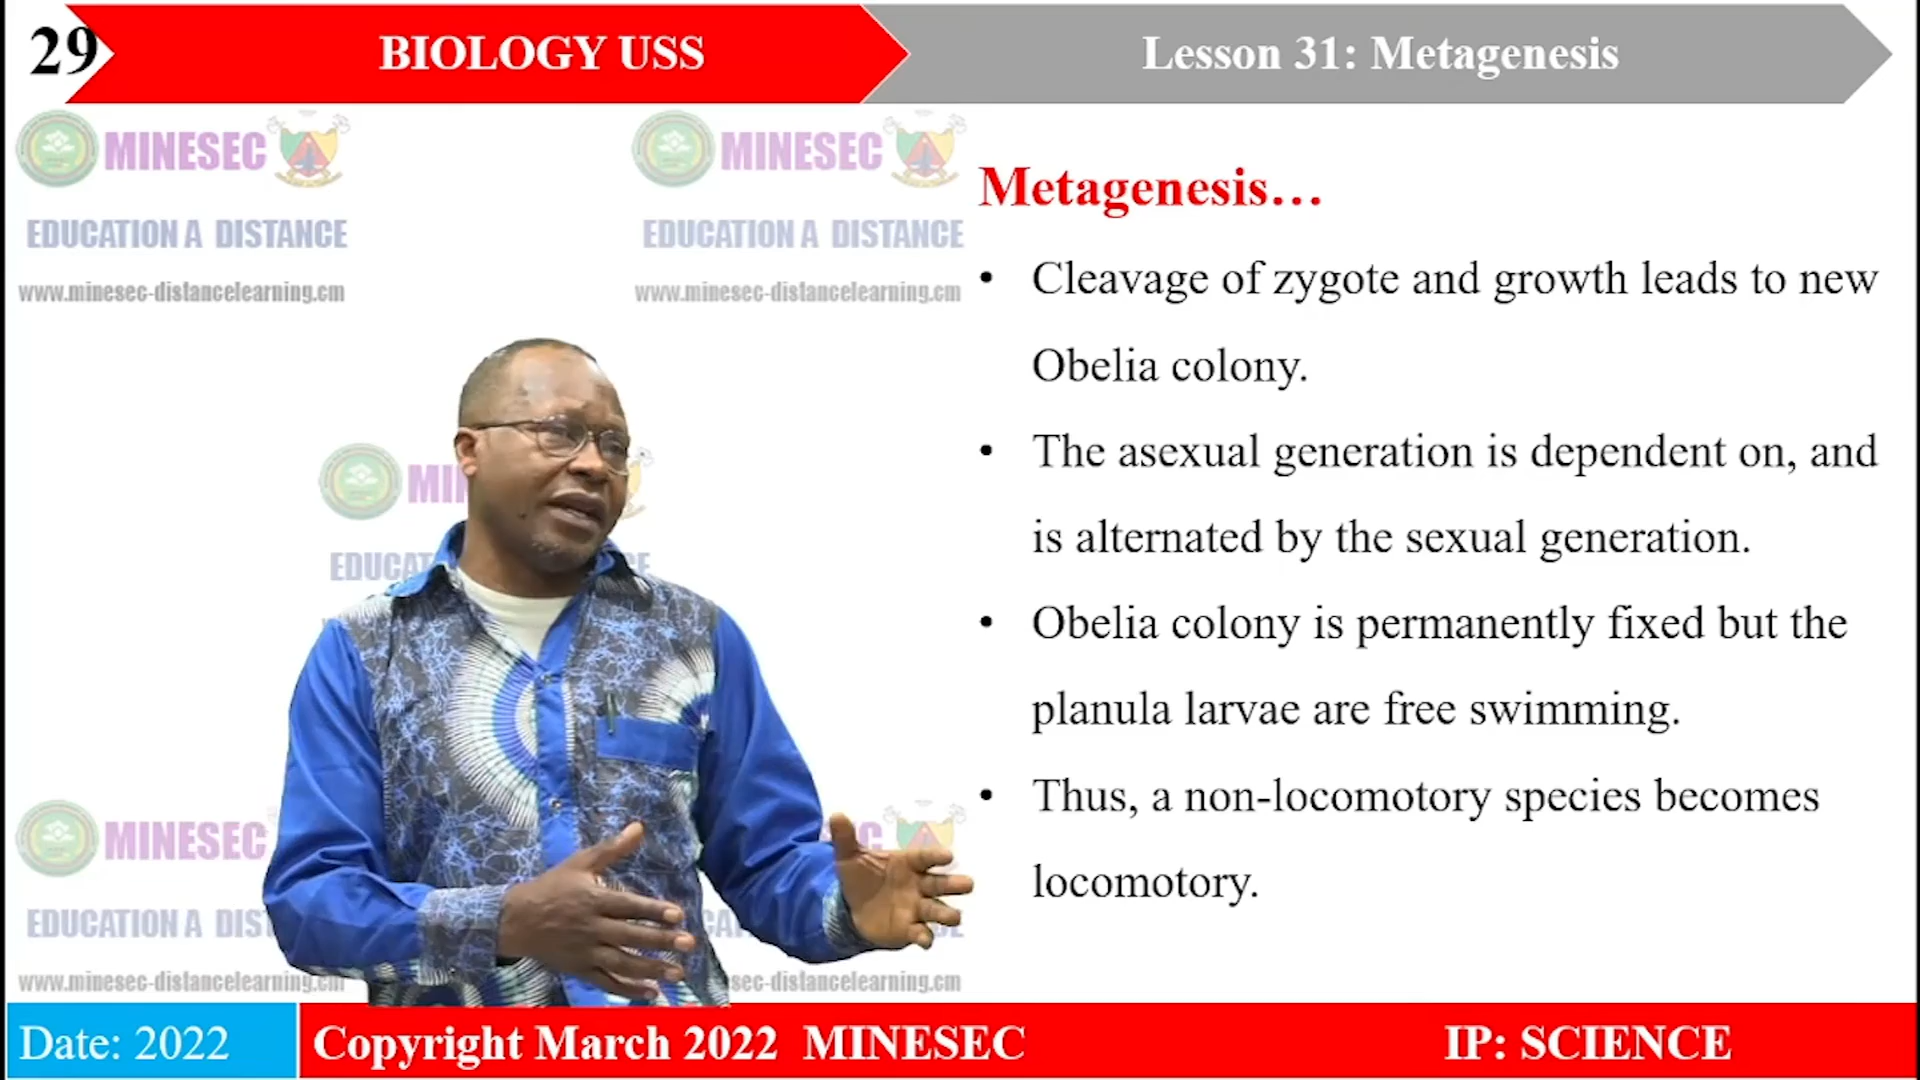 29
BIOLOGY USS
Lesson 31: Metagenesis
MINESEC
EDUCATION A DISTANCE
www.minesec-distancelearning.cm
MINESEC
EDUCATION A DISTANCE
www.minesec-distancelearning.cm
Metagenesis...
• Cleavage of zygote and growth leads to new
Obelia colony.
• The asexual generation is dependent on, and
is alternated by the sexual generation.
• Obelia colony is permanently fixed but the
planula larvae are free swimming.
• Thus, a non-locomotory species becomes
locomotory.
MINESEC
EDUCATION A
www.minesec-distancelearning.cm
Date: 2022
Copyright March 2022 MINESEC
IP: SCIENCE